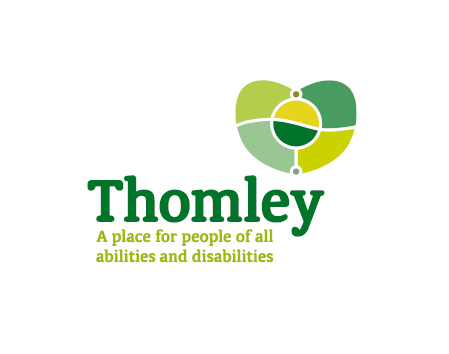 Thomley
A place for people of all
abilities and disabilities